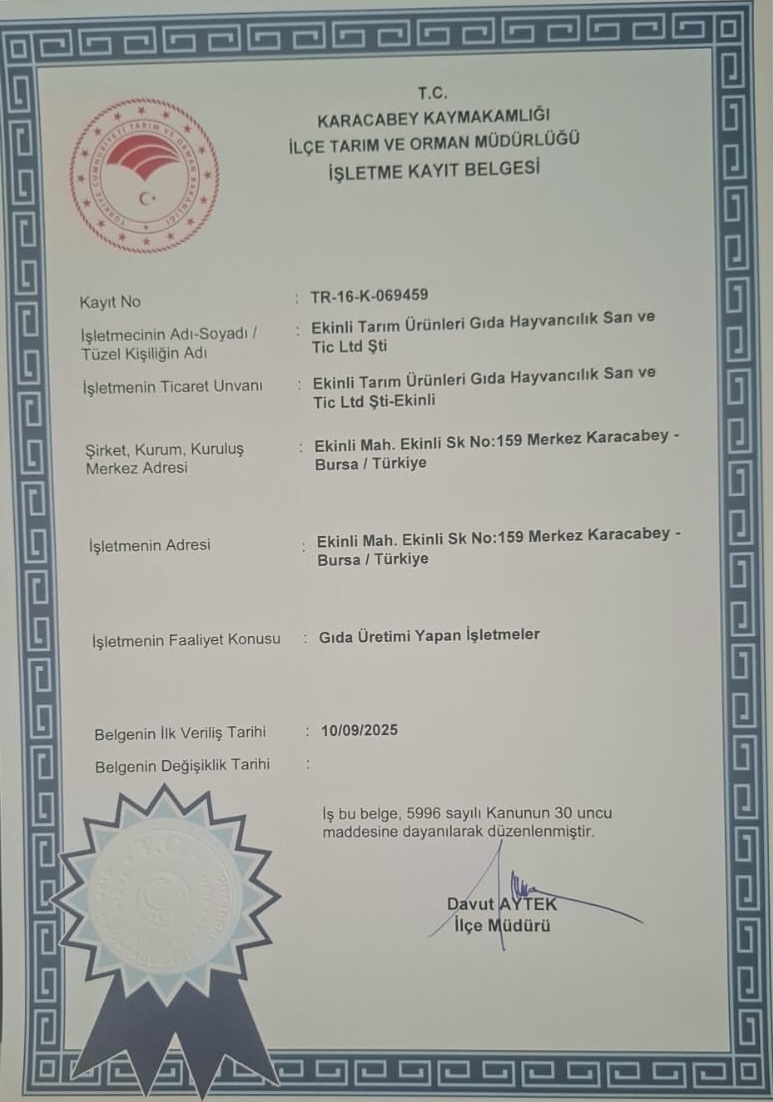 T.C.
KARACABEY KAYMAKAMLIĞI
İLÇE TARIM VE ORMAN MÜDÜRLÜĞÜ
İŞLETME KAYIT BELGESİ
TÜRKİYE CUMHURİYETİ TARIM VE ORMAN BAKANLIĞI
Kayıt No : TR-16-K-069459
İşletmecinin Adı-Soyadı / : Ekinli Tarım Ürünleri Gıda Hayvancılık San ve
Tüzel Kişiliğin Adı Tic Ltd Şti
İşletmenin Ticaret Unvanı : Ekinli Tarım Ürünleri Gıda Hayvancılık San ve
Tic Ltd Şti-Ekinli
Şirket, Kurum, Kuruluş : Ekinli Mah. Ekinli Sk No:159 Merkez Karacabey -
Merkez Adresi Bursa / Türkiye
İşletmenin Adresi : Ekinli Mah. Ekinli Sk No:159 Merkez Karacabey -
Bursa / Türkiye
İşletmenin Faaliyet Konusu : Gıda Üretimi Yapan İşletmeler
Belgenin İlk Veriliş Tarihi : 10/09/2025
Belgenin Değişiklik Tarihi :
İş bu belge, 5996 sayılı Kanunun 30 uncu
maddesine dayanılarak düzenlenmiştir.
Davut AYTEK
İlçe Müdürü
T.C.